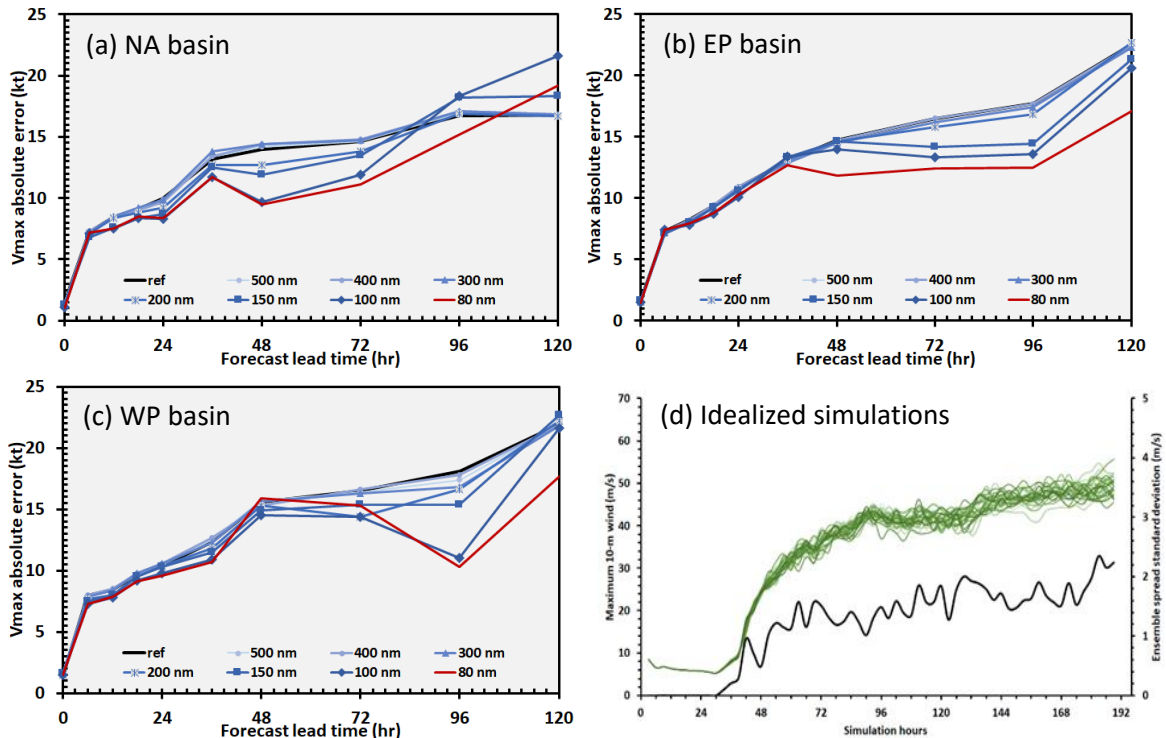 (a) NA basin
Vmax absolute error (kt)
25
20
15
10
5
0
ref 500 nm 400 nm 300 nm
200 nm 150 nm 100 nm 80 nm
0 24 48 72 96 120
Forecast lead time (hr)
(b) EP basin
Vmax absolute error (kt)
25
20
15
10
5
0
ref 500 nm 400 nm 300 nm
200 nm 150 nm 100 nm 80 nm
0 24 48 72 96 120
Forecast lead time (hr)
(c) WP basin
Vmax absolute error (kt)
25
20
15
10
5
0
ref 500 nm 400 nm 300 nm
200 nm 150 nm 100 nm 80 nm
0 24 48 72 96 120
Forecast lead time (hr)
(d) Idealized simulations
Maximum 10-m wind (m/s)
70
60
50
40
30
20
10
0
5
4
3
2
1
0
Ensemble spread standard deviation (m/s)
0 24 48 72 96 120 144 168 192
Simulation hours